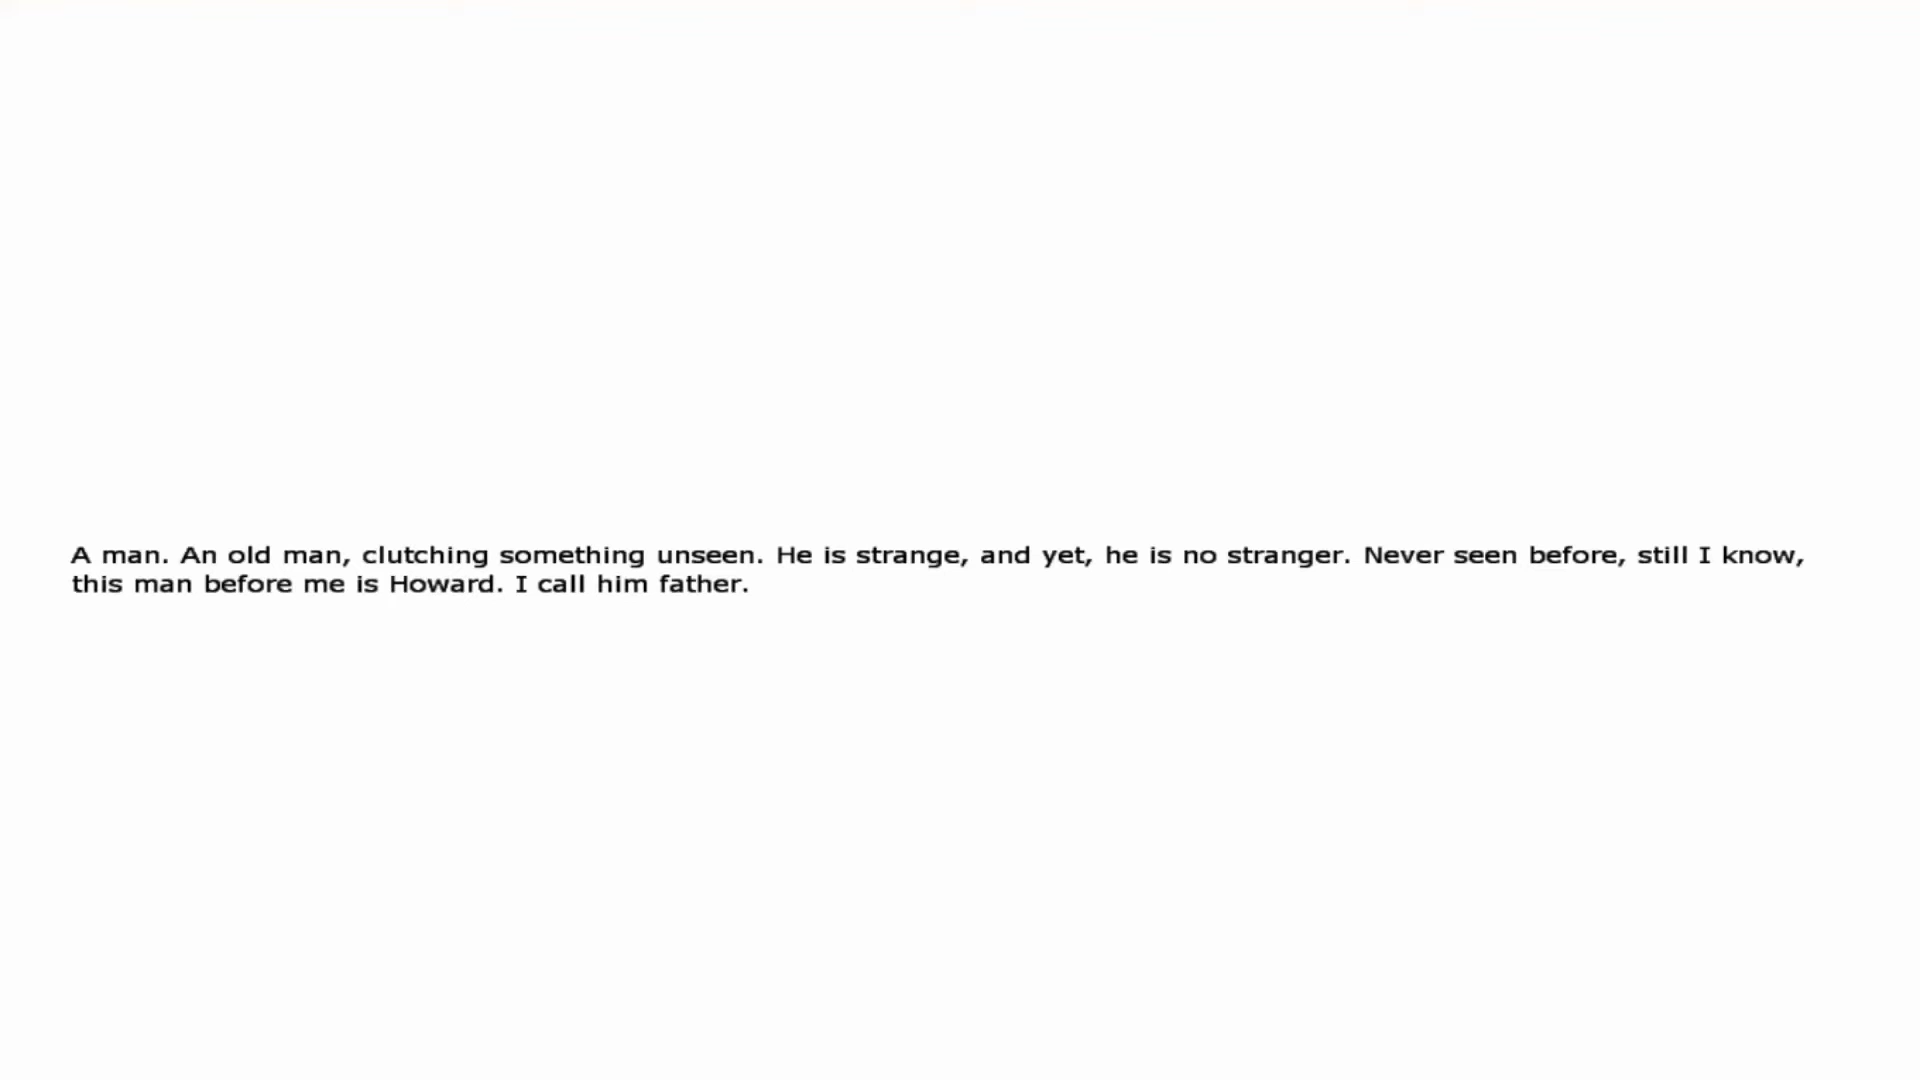 A man. An old man, clutching something unseen. He is strange, and yet, he is no stranger. Never seen before, still I know,
this man before me is Howard. I call him father.